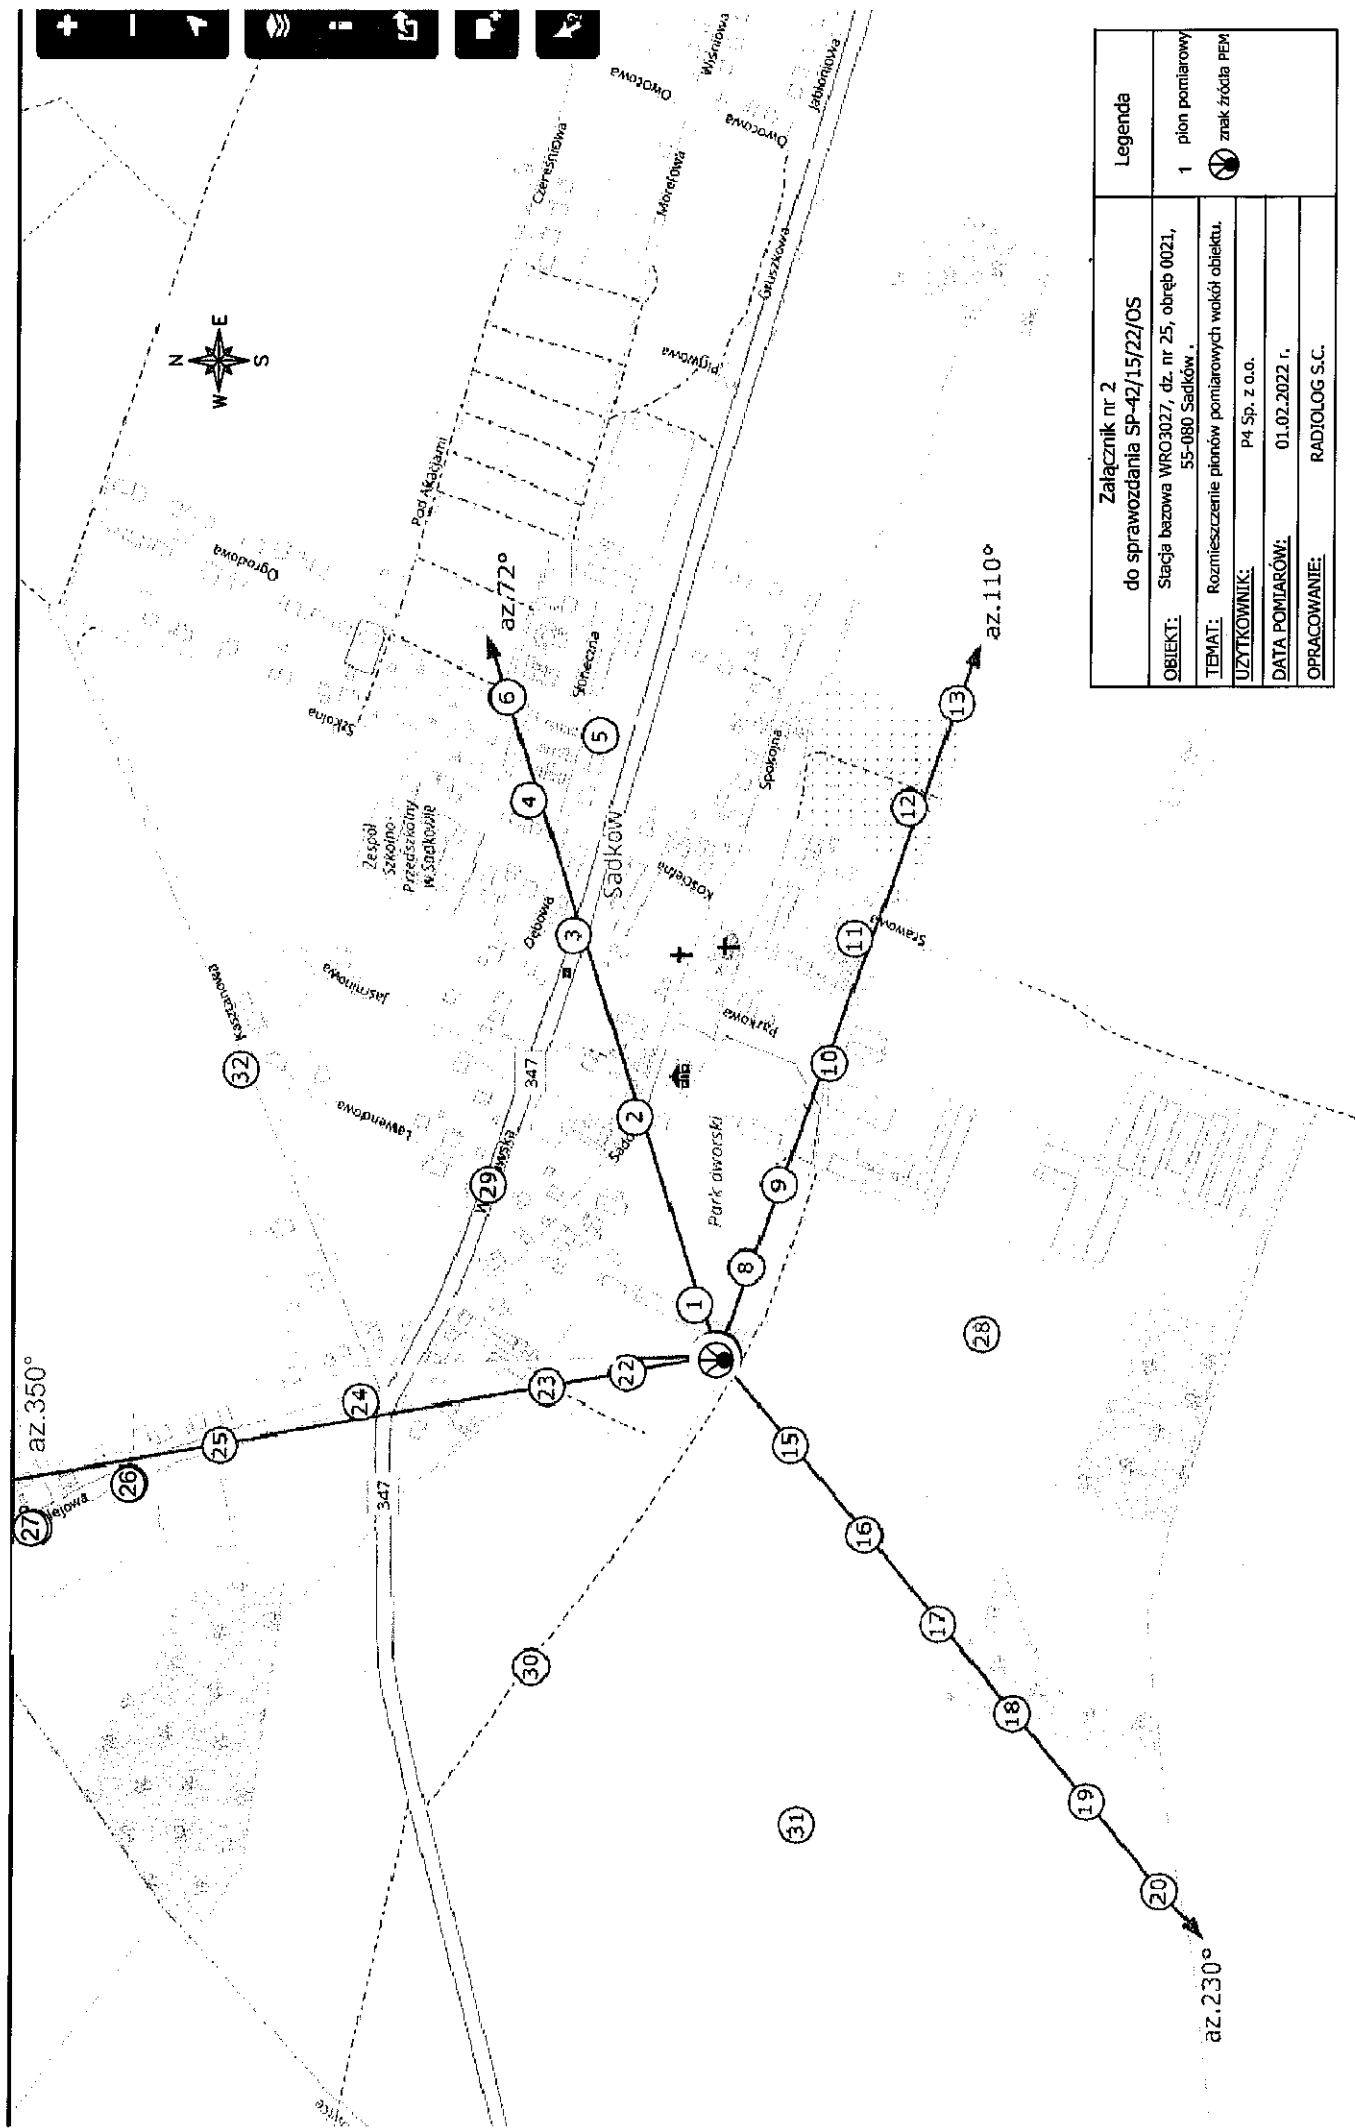 az.350°
27
26
25
24
23
22
lejowa
347
347
32
Kasztanowa
Lawendowa
Jaśminowa
29
W
wska
Dębowa
Zespół
Szkolno-
Przedszkolny
w Sadkowie
Szkolna
Ogrodowa
N
E
S
W
Pod Akacjami
Czereśniowa
Owocowa
Wiśniowa
Morelowa
Owocowa
Jabłoniowa
Gruszkowa
Pigwowa
az.72°
6
5
4
3
2
1
Słoneczna
Sadków
Sado
Kościelna
Spokojna
Parkowa
Park dworski
Stawowa
8
9
10
11
12
13
az.110°
15
16
17
18
19
20
az.230°
28
30
31
Załącznik nr 2
do sprawozdania SP-42/15/22/OS
OBIEKT: Stacja bazowa WRO3027, dz. nr 25, obręb 0021,
55-080 Sadków .
TEMAT: Rozmieszczenie pionów pomiarowych wokół obiektu.
UŻYTKOWNIK: P4 Sp. z o.o.
DATA POMIARÓW: 01.02.2022 r.
OPRACOWANIE: RADIOLOG S.C.
Legenda
1 pion pomiarowy
znak źródła PEM